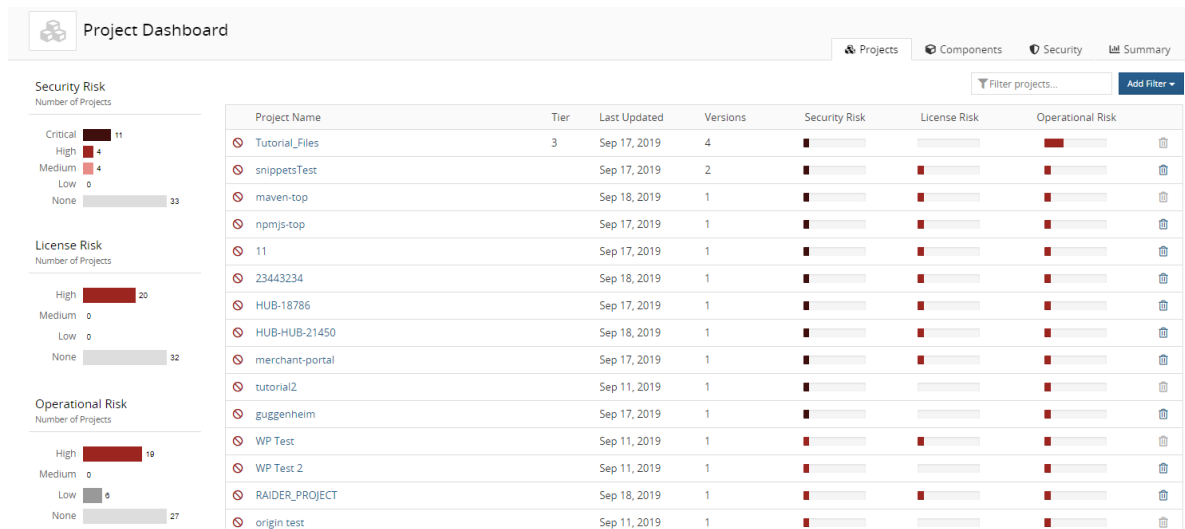 Project Dashboard
Projects Components Security Summary
Filter projects... Add Filter
Security Risk
Number of Projects
Critical 11
High 4
Medium 4
Low 0
None 33
License Risk
Number of Projects
High 20
Medium 0
Low 0
None 32
Operational Risk
Number of Projects
High 19
Medium 0
Low 6
None 27
Project Name Tier Last Updated Versions Security Risk License Risk Operational Risk
Tutorial_Files 3 Sep 17, 2019 4
snippetsTest Sep 17, 2019 2
maven-top Sep 18, 2019 1
npmjs-top Sep 17, 2019 1
11 Sep 17, 2019 1
23443234 Sep 18, 2019 1
HUB-18786 Sep 17, 2019 1
HUB-HUB-21450 Sep 18, 2019 1
merchant-portal Sep 17, 2019 1
tutorial2 Sep 11, 2019 1
guggenheim Sep 17, 2019 1
WP Test Sep 11, 2019 1
WP Test 2 Sep 11, 2019 1
RAIDER_PROJECT Sep 18, 2019 1
origin test Sep 11, 2019 1